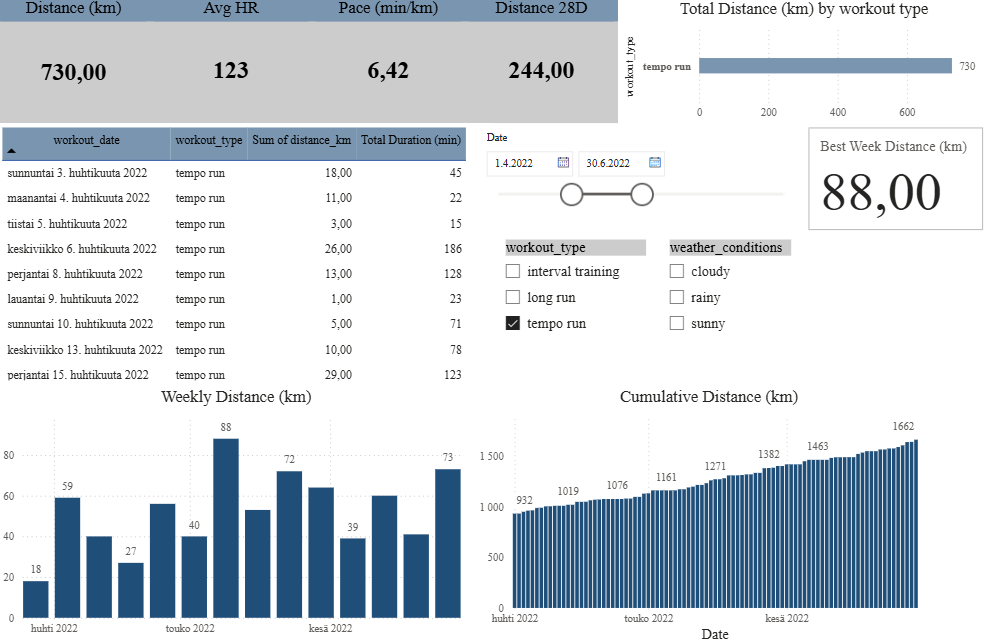 Distance (km) Avg HR Pace (min/km) Distance 28D
730,00 123 6,42 244,00
Total Distance (km) by workout type
workout_type
tempo run 730
0 200 400 600
workout_date workout_type Sum of distance_km Total Duration (min)
sunnuntai 3. huhtikuuta 2022 tempo run 18,00 45
maanantai 4. huhtikuuta 2022 tempo run 11,00 22
tiistai 5. huhtikuuta 2022 tempo run 3,00 15
keskiviikko 6. huhtikuuta 2022 tempo run 26,00 186
perjantai 8. huhtikuuta 2022 tempo run 13,00 128
lauantai 9. huhtikuuta 2022 tempo run 1,00 23
sunnuntai 10. huhtikuuta 2022 tempo run 5,00 71
keskiviikko 13. huhtikuuta 2022 tempo run 10,00 78
perjantai 15. huhtikuuta 2022 tempo run 29,00 123
Date
1.4.2022 30.6.2022
workout_type
interval training
long run
tempo run
weather_conditions
cloudy
rainy
sunny
Best Week Distance (km)
88,00
Weekly Distance (km)
80
60
40
20
0
18 59 27 40 88 72 39 73
huhti 2022 touko 2022 kesä 2022
Cumulative Distance (km)
1 500
1 000
500
0
932 1019 1076 1161 1271 1382 1463 1662
huhti 2022 touko 2022 kesä 2022
Date